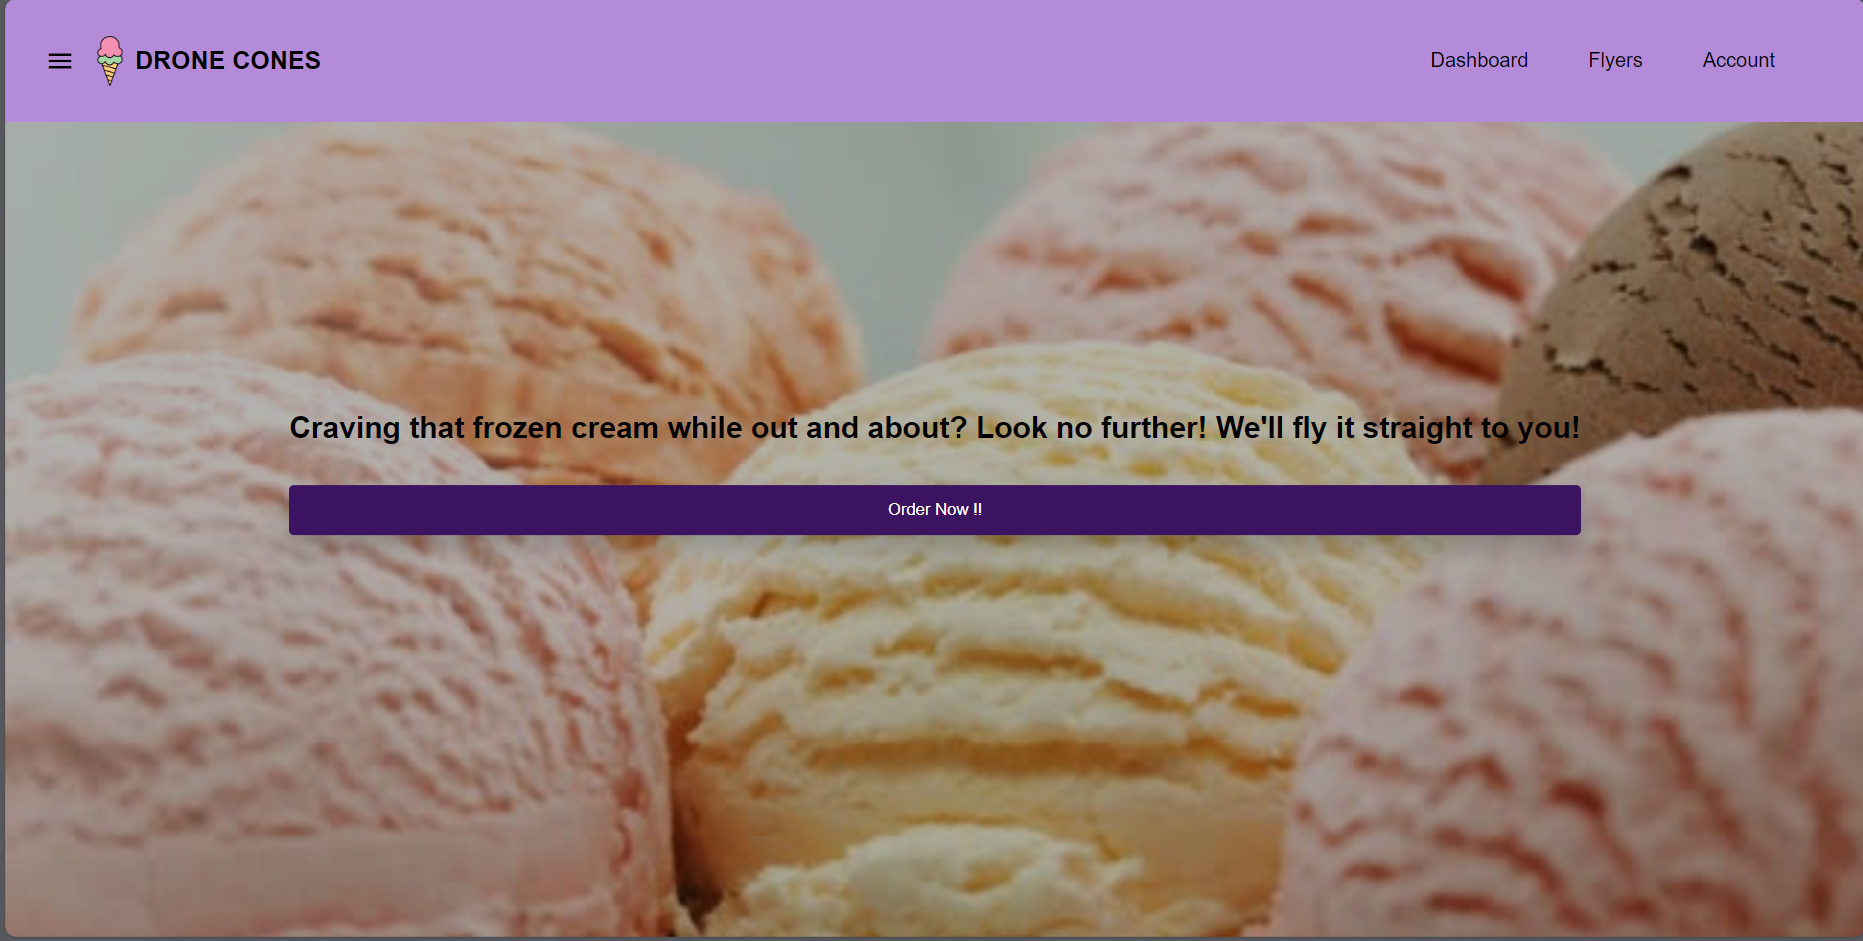 DRONE CONES
Dashboard
Flyers
Account
Craving that frozen cream while out and about? Look no further! We'll fly it straight to you!
Order Now !!